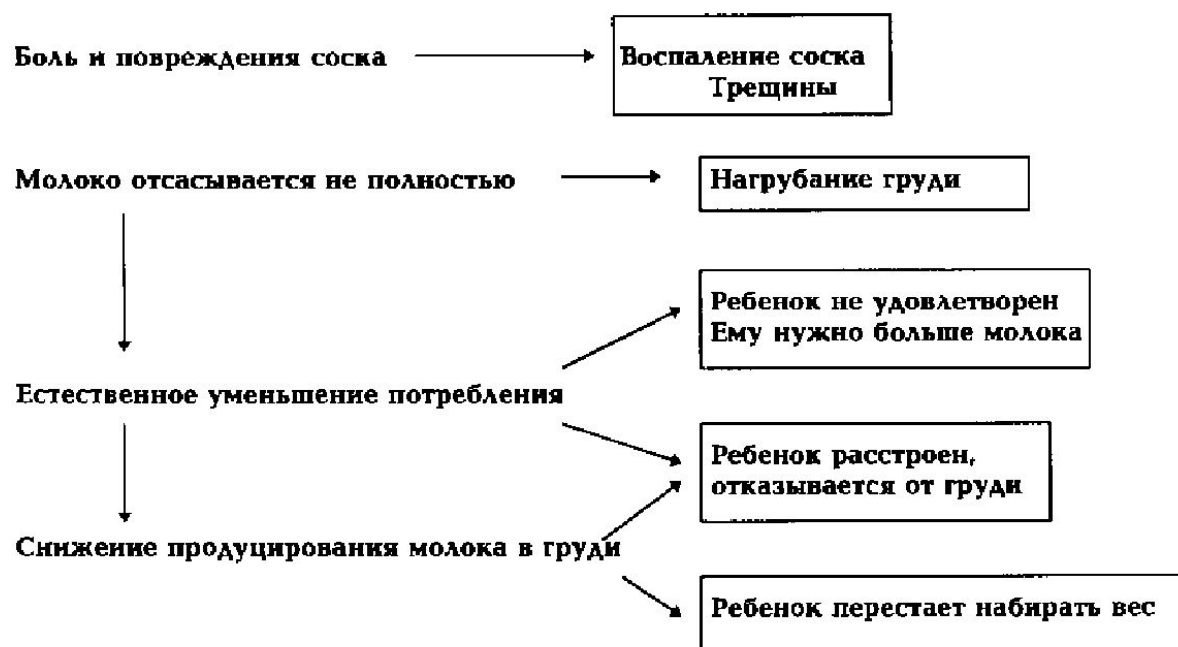 Боль и повреждения соска
Воспаление соска
Трещины
Молоко отсасывается не полностью
Нагрубание груди
Ребенок не удовлетворен
Ему нужно больше молока
Естественное уменьшение потребления
Ребенок расстроен,
отказывается от груди
Снижение продуцирования молока в груди
Ребенок перестает набирать вес